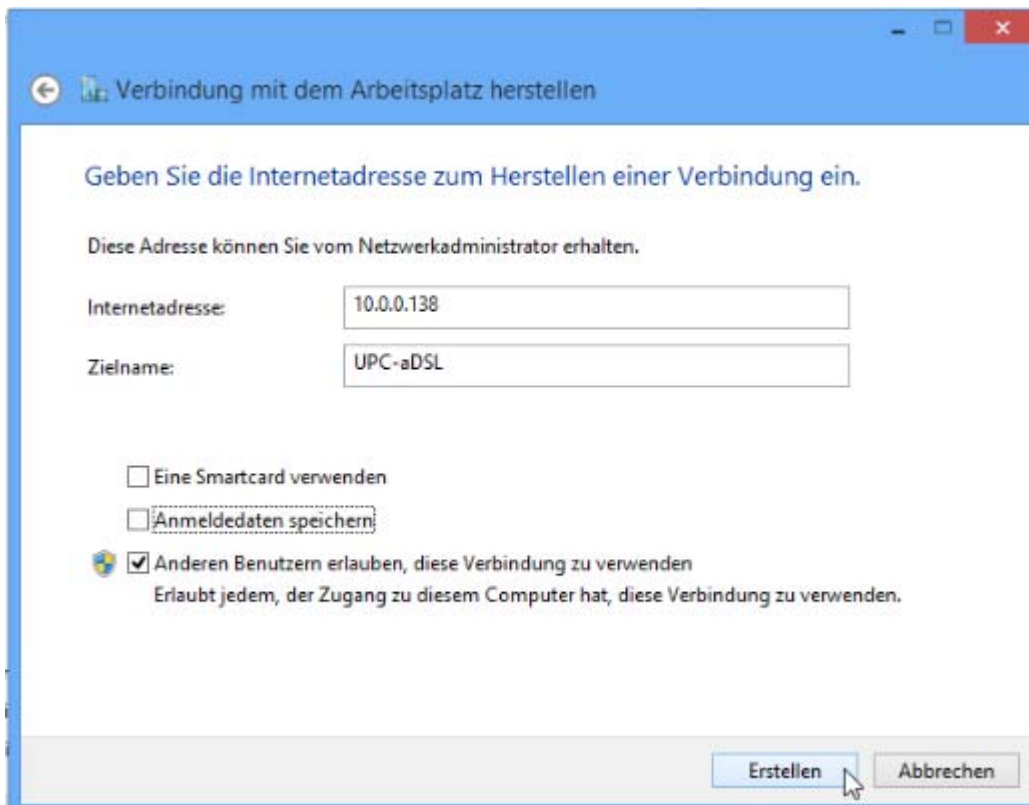 Verbindung mit dem Arbeitsplatz herstellen
Geben Sie die Internetadresse zum Herstellen einer Verbindung ein.
Diese Adresse können Sie vom Netzwerkadministrator erhalten.
Internetadresse: 10.0.0.138
Zielname: UPC-aDSL
Eine Smartcard verwenden
Anmeldedaten speichern
Anderen Benutzern erlauben, diese Verbindung zu verwenden
Erlaubt jedem, der Zugang zu diesem Computer hat, diese Verbindung zu verwenden.
Erstellen Abbrechen